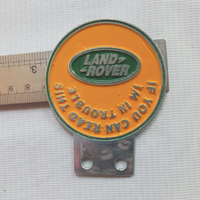 LAND
ROVER
IF YOU CAN READ THIS
I'M IN TROUBLE